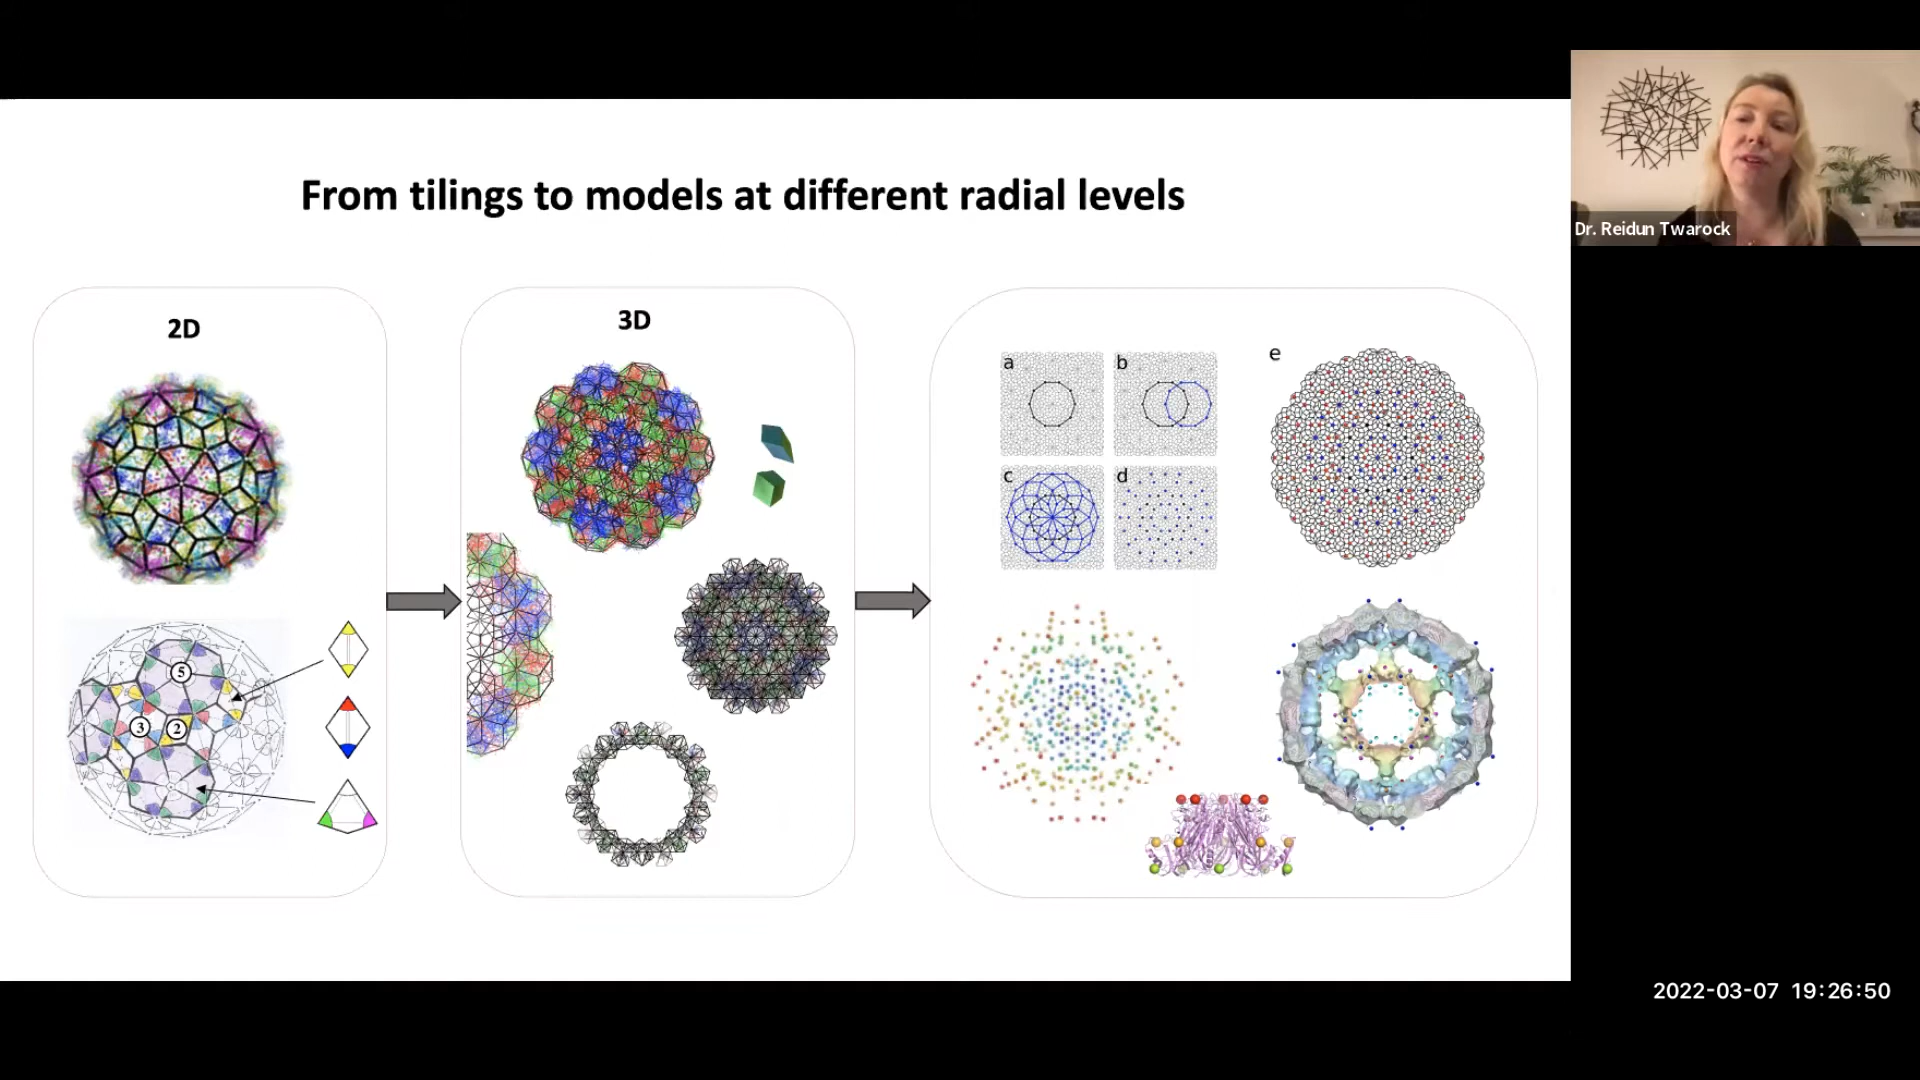 From tilings to models at different radial levels
2D
5
3
2
3D
a
b
c
d
e
Dr. Reidun Twarock
2022-03-07 19:26:50